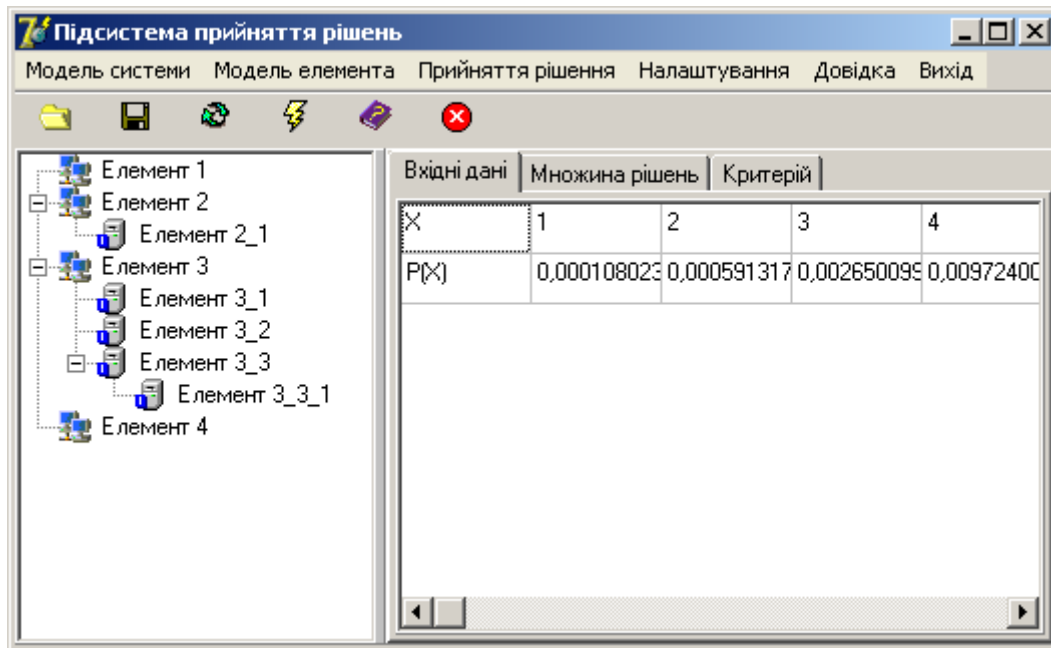 Підсистема прийняття рішень
Модель системи Модель елемента Прийняття рішення Налаштування Довідка Вихід
Елемент 1
Елемент 2
Елемент 2_1
Елемент 3
Елемент 3_1
Елемент 3_2
Елемент 3_3
Елемент 3_3_1
Елемент 4
Вхідні дані Множина рішень Критерій
X 1 2 3 4
P(X) 0,000108023 0,000591317 0,002650099 0,00972400